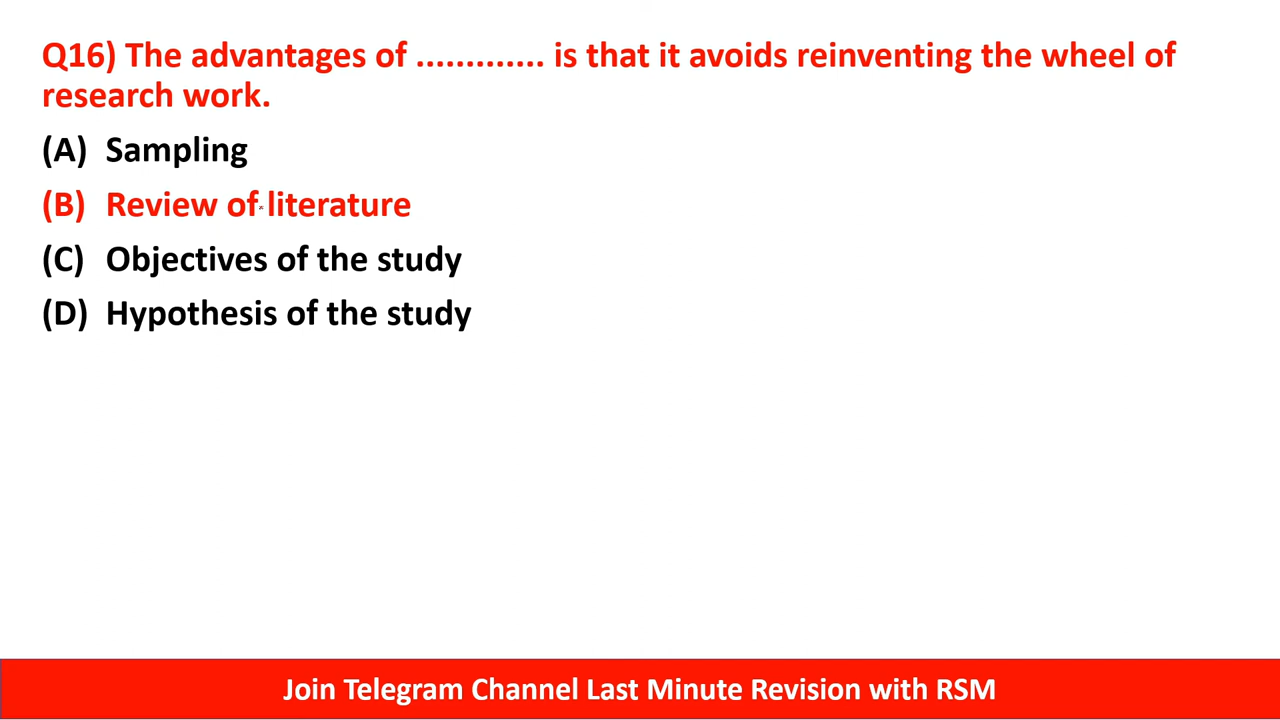 Q16) The advantages of ............. is that it avoids reinventing the wheel of
research work.
(A) Sampling
(B) Review of literature
(C) Objectives of the study
(D) Hypothesis of the study
Join Telegram Channel Last Minute Revision with RSM